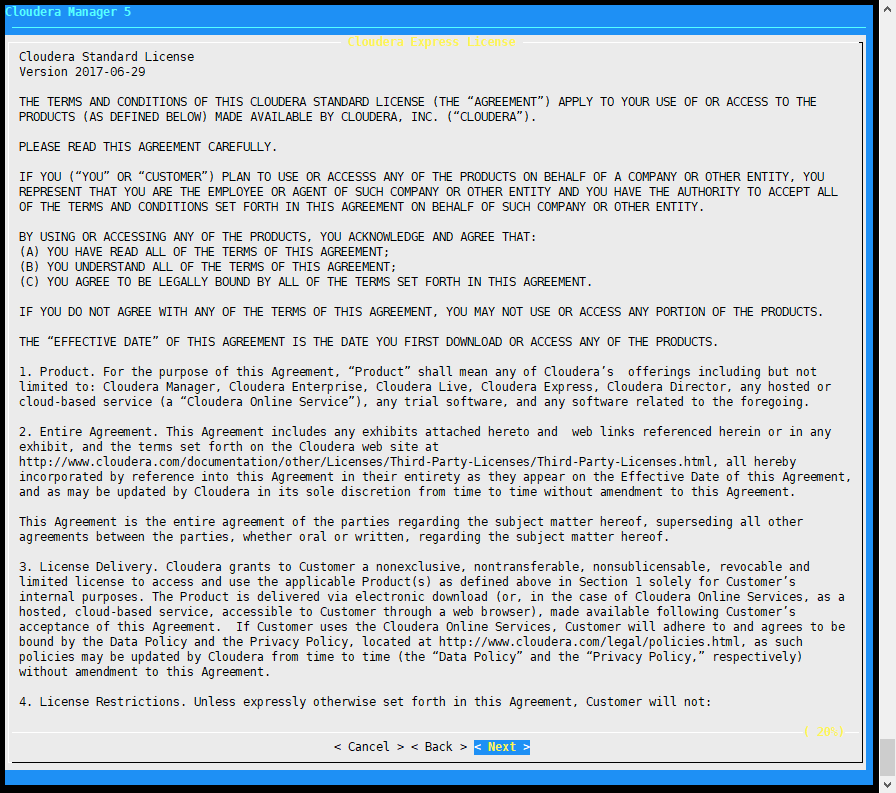 Cloudera Manager 5
Cloudera Express License
Cloudera Standard License
Version 2017-06-29
THE TERMS AND CONDITIONS OF THIS CLOUDERA STANDARD LICENSE (THE “AGREEMENT”) APPLY TO YOUR USE OF OR ACCESS TO THE
PRODUCTS (AS DEFINED BELOW) MADE AVAILABLE BY CLOUDERA, INC. (“CLOUDERA”).
PLEASE READ THIS AGREEMENT CAREFULLY.
IF YOU (“YOU” OR “CUSTOMER”) PLAN TO USE OR ACCESSS ANY OF THE PRODUCTS ON BEHALF OF A COMPANY OR OTHER ENTITY, YOU
REPRESENT THAT YOU ARE THE EMPLOYEE OR AGENT OF SUCH COMPANY OR OTHER ENTITY AND YOU HAVE THE AUTHORITY TO ACCEPT ALL
OF THE TERMS AND CONDITIONS SET FORTH IN THIS AGREEMENT ON BEHALF OF SUCH COMPANY OR OTHER ENTITY.
BY USING OR ACCESSING ANY OF THE PRODUCTS, YOU ACKNOWLEDGE AND AGREE THAT:
(A) YOU HAVE READ ALL OF THE TERMS OF THIS AGREEMENT;
(B) YOU UNDERSTAND ALL OF THE TERMS OF THIS AGREEMENT;
(C) YOU AGREE TO BE LEGALLY BOUND BY ALL OF THE TERMS SET FORTH IN THIS AGREEMENT.
IF YOU DO NOT AGREE WITH ANY OF THE TERMS OF THIS AGREEMENT, YOU MAY NOT USE OR ACCESS ANY PORTION OF THE PRODUCTS.
THE “EFFECTIVE DATE” OF THIS AGREEMENT IS THE DATE YOU FIRST DOWNLOAD OR ACCESS ANY OF THE PRODUCTS.
1. Product. For the purpose of this Agreement, “Product” shall mean any of Cloudera’s  offerings including but not
limited to: Cloudera Manager, Cloudera Enterprise, Cloudera Live, Cloudera Express, Cloudera Director, any hosted or
cloud-based service (a “Cloudera Online Service”), any trial software, and any software related to the foregoing.
2. Entire Agreement. This Agreement includes any exhibits attached hereto and  web links referenced herein or in any
exhibit, and the terms set forth on the Cloudera web site at
http://www.cloudera.com/documentation/other/Licenses/Third-Party-Licenses/Third-Party-Licenses.html, all hereby
incorporated by reference into this Agreement in their entirety as they appear on the Effective Date of this Agreement,
and as may be updated by Cloudera in its sole discretion from time to time without amendment to this Agreement.
This Agreement is the entire agreement of the parties regarding the subject matter hereof, superseding all other
agreements between the parties, whether oral or written, regarding the subject matter hereof.
3. License Delivery. Cloudera grants to Customer a nonexclusive, nontransferable, nonsublicensable, revocable and
limited license to access and use the applicable Product(s) as defined above in Section 1 solely for Customer’s
internal purposes. The Product is delivered via electronic download (or, in the case of Cloudera Online Services, as a
hosted, cloud-based service, accessible to Customer through a web browser), made available following Customer’s
acceptance of this Agreement.  If Customer uses the Cloudera Online Services, Customer will adhere to and agrees to be
bound by the Data Policy and the Privacy Policy, located at http://www.cloudera.com/legal/policies.html, as such
policies may be updated by Cloudera from time to time (the “Data Policy” and the “Privacy Policy,” respectively)
without amendment to this Agreement.
4. License Restrictions. Unless expressly otherwise set forth in this Agreement, Customer will not:
( 20%)
< Cancel > < Back > < Next >